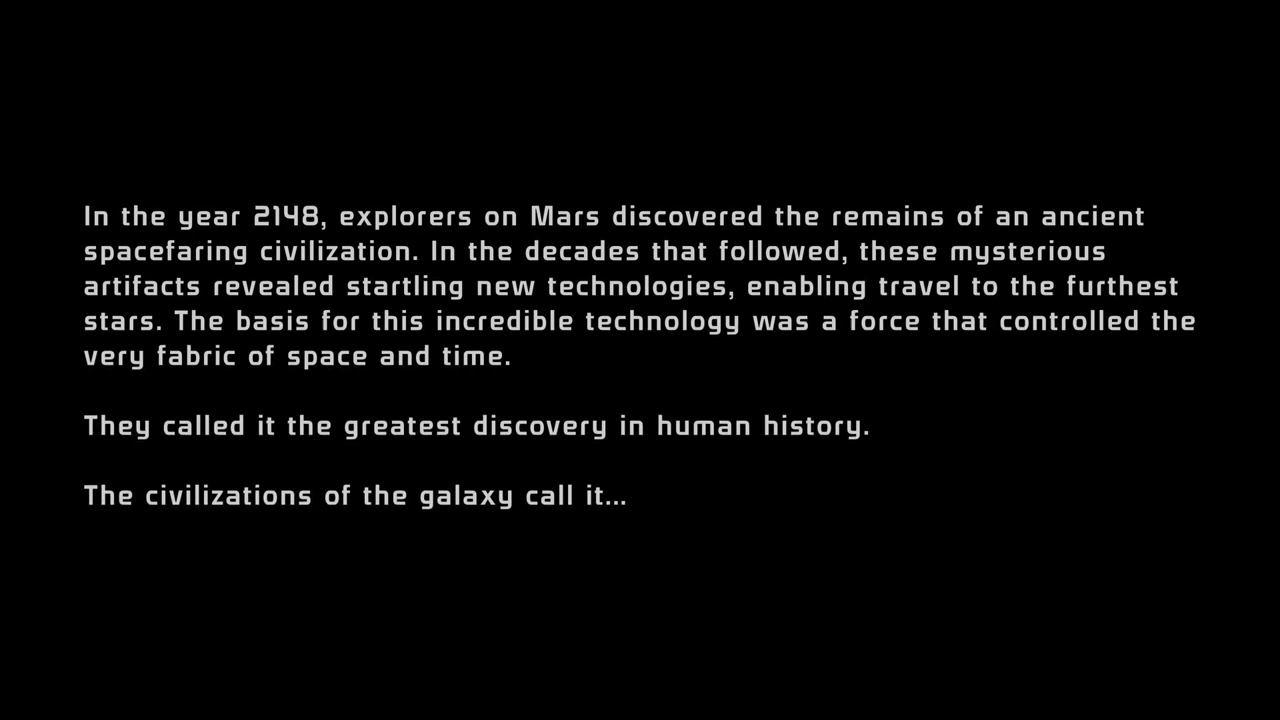 In the year 2148, explorers on Mars discovered the remains of an ancient
spacefaring civilization. In the decades that followed, these mysterious
artifacts revealed startling new technologies, enabling travel to the furthest
stars. The basis for this incredible technology was a force that controlled the
very fabric of space and time.
They called it the greatest discovery in human history.
The civilizations of the galaxy call it...